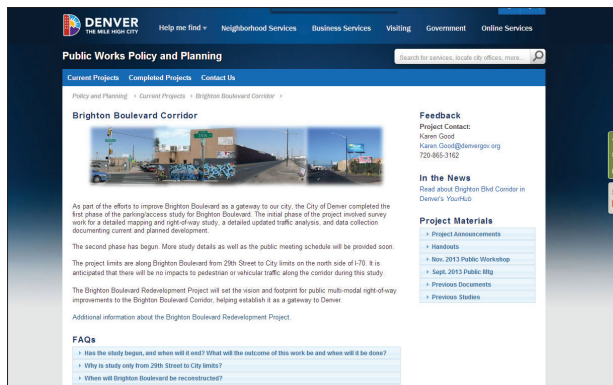 DENVER
THE MILE HIGH CITY
Help me find
Neighborhood Services
Business Services
Visiting
Government
Online Services
Public Works Policy and Planning
Search for services, locate city offices, more...
Current Projects
Completed Projects
Contact Us
Policy and Planning
Current Projects
Brighton Boulevard Corridor
Brighton Boulevard Corridor
As part of the efforts to improve Brighton Boulevard as a gateway to our city, the City of Denver completed the
first phase of the parking/access study for Brighton Boulevard. The initial phase of the project involved survey
work for a detailed mapping and right-of-way study, a detailed updated traffic analysis, and data collection
documenting current and planned development.
The second phase has begun. More study details as well as the public meeting schedule will be provided soon.
The project limits are along Brighton Boulevard from 29th Street to City limits on the north side of I-70. It is
anticipated that there will be no impacts to pedestrian or vehicular traffic along the corridor during this study.
The Brighton Boulevard Redevelopment Project will set the vision and footprint for public multi-modal right-of-way
improvements to the Brighton Boulevard Corridor, helping establish it as a gateway to Denver.
Additional information about the Brighton Boulevard Redevelopment Project.
FAQs
Has the study begun, and when will it end? What will the outcome of this work be and when will it be done?
Why is study only from 29th Street to City limits?
When will Brighton Boulevard be reconstructed?
Feedback
Project Contact:
Karen Good
Karen.Good@denvergov.org
720-865-3162
In the News
Read about Brighton Blvd Corridor in
Denver's YourHub
Project Materials
Project Announcements
Handouts
Nov. 2013 Public Workshop
Sept. 2013 Public Mtg
Previous Documents
Previous Studies